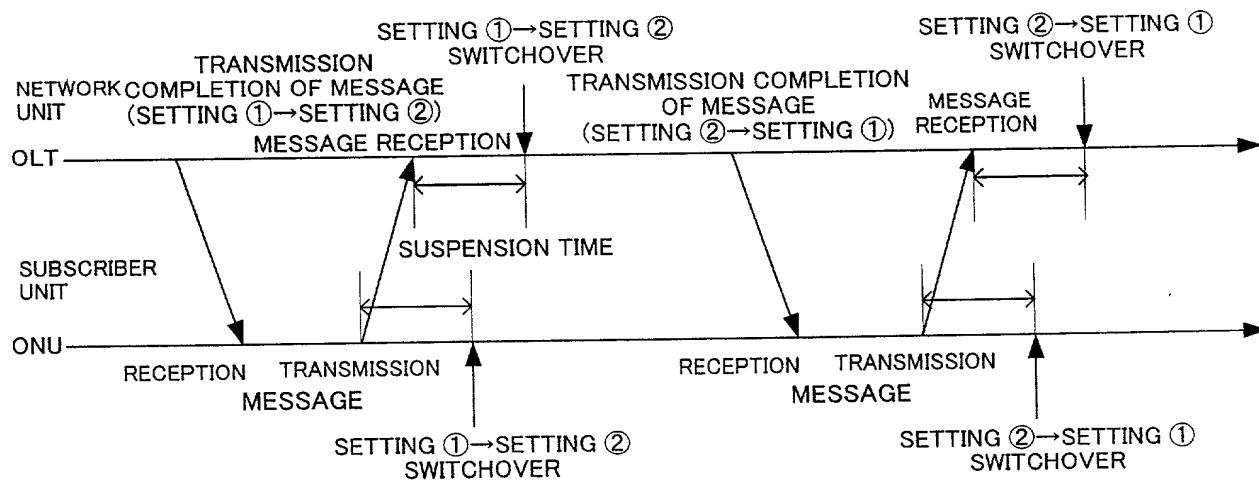 SETTING ①→SETTING ②
SWITCHOVER
SETTING ②→SETTING ①
SWITCHOVER
TRANSMISSION
COMPLETION OF MESSAGE
(SETTING ①→SETTING ②)
TRANSMISSION COMPLETION
OF MESSAGE
(SETTING ②→SETTING ①)
NETWORK
UNIT
MESSAGE RECEPTION
MESSAGE
RECEPTION
OLT
SUSPENSION TIME
SUBSCRIBER
UNIT
ONU
RECEPTION
TRANSMISSION
MESSAGE
RECEPTION
TRANSMISSION
MESSAGE
SETTING ①→SETTING ②
SWITCHOVER
SETTING ②→SETTING ①
SWITCHOVER